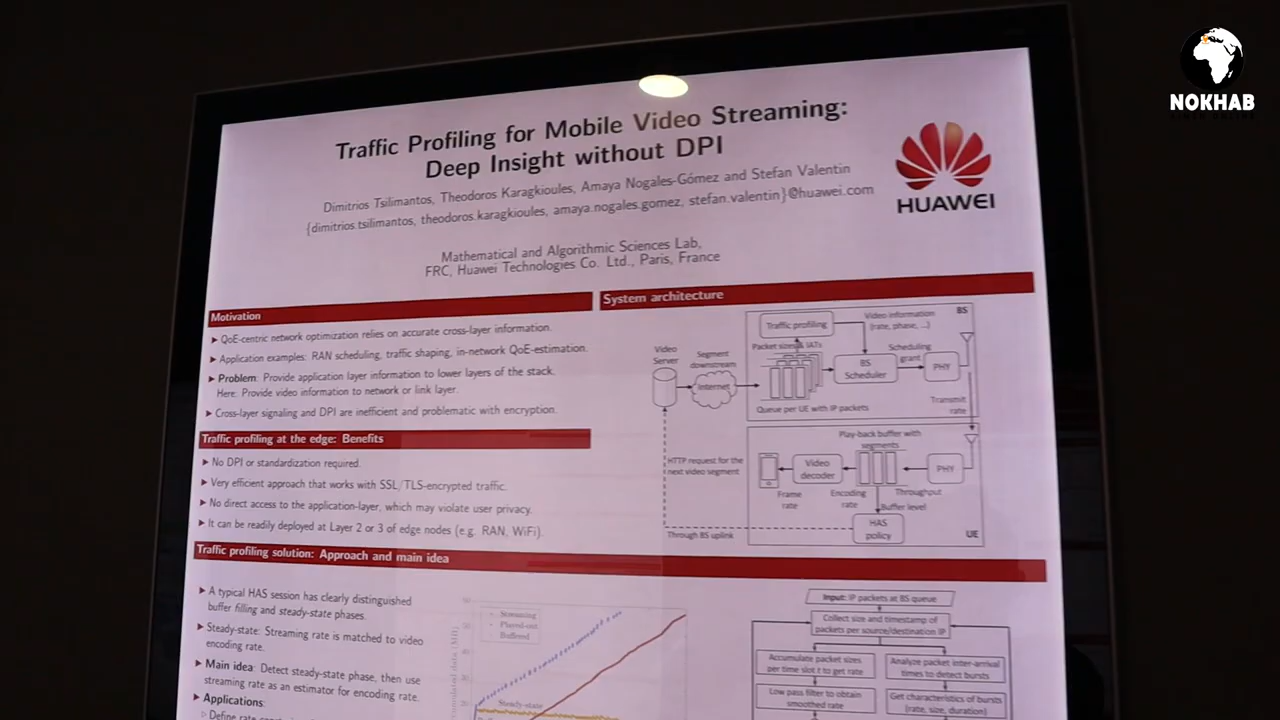 NOKHAB
Traffic Profiling for Mobile Video Streaming:
Deep Insight without DPI
Dimitrios Tsilimantos, Theodoros Karagkioules, Amaya Nogales-Gómez and Stefan Valentin
{dimitrios.tsilimantos, theodoros.karagkioules, amaya.nogales.gomez, stefan.valentin}@huawei.com
HUAWEI
Mathematical and Algorithmic Sciences Lab,
FRC, Huawei Technologies Co. Ltd., Paris, France
Motivation
QoE-centric network optimization relies on accurate cross-layer information.
Application examples: RAN scheduling, traffic shaping, in-network QoE-estimation.
Problem: Provide application layer information to lower layers of the stack.
Here: Provide video information to network or link layer.
Cross-layer signaling and DPI are inefficient and problematic with encryption.
Traffic profiling at the edge: Benefits
No DPI or standardization required.
Very efficient approach that works with SSL/TLS-encrypted traffic.
No direct access to the application-layer, which may violate user privacy.
It can be readily deployed at Layer 2 or 3 of edge nodes (e.g. RAN, WiFi).
System architecture
BS
Traffic profiling
Video information
(rate, phase, ...)
Packet sizes & IATs
Video
Server
Segment
downstream
Internet
BS
Scheduler
Scheduling
grant
PHY
Queue per UE with IP packets
Transmit
rate
Play-back buffer with
segments
HTTP request for the
next video segment
Video
decoder
PHY
Frame
rate
Encoding
rate
Throughput
Buffer level
HAS
policy
Through BS uplink
UE
Traffic profiling solution: Approach and main idea
A typical HAS session has clearly distinguished
buffer filling and steady-state phases.
Steady-state: Streaming rate is matched to video
encoding rate.
Main idea: Detect steady-state phase, then use
streaming rate as an estimator for encoding rate.
Applications:
Streaming
Played-out
Buffered
Steady-state
Input: IP packets at BS queue
Collect size and timestamp of
packets per source/destination IP
Accumulate packet sizes
per time slot t to get rate
Analyze packet inter-arrival
times to detect bursts
Low pass filter to obtain
smoothed rate
Get characteristics of bursts
(rate, size, duration)